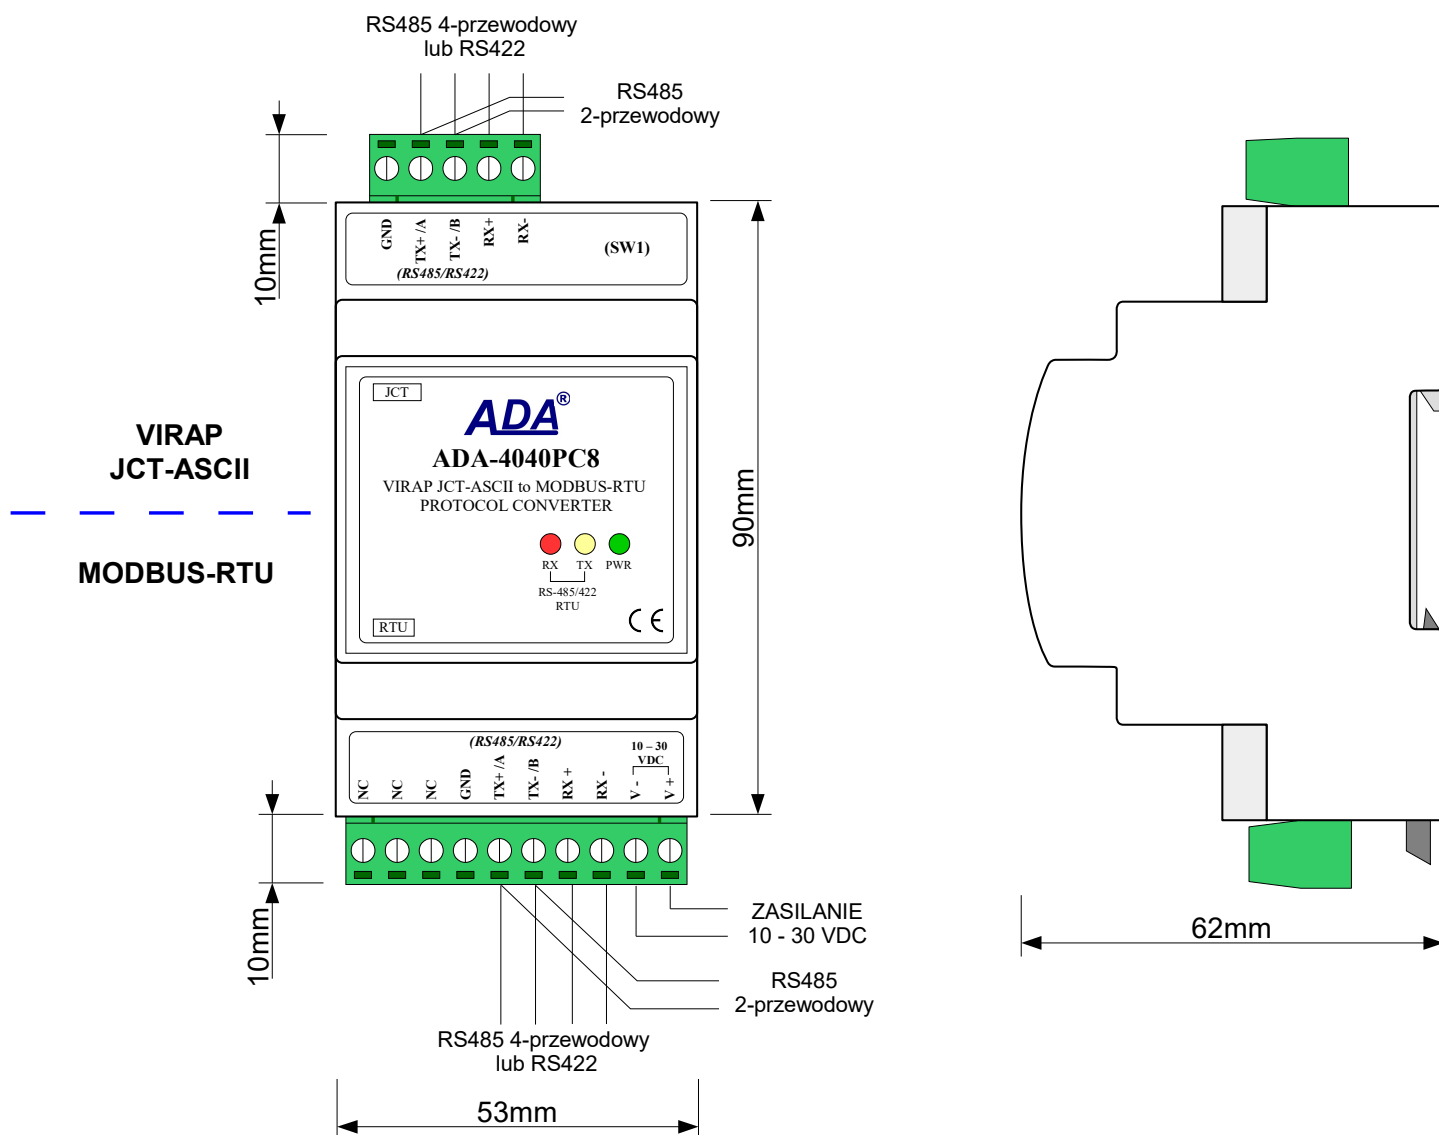 RS485 4-przewodowy
lub RS422
RS485
2-przewodowy
10mm
GND
TX+ /A
TX- /B
RX+
RX-
(SW1)
(RS485/RS422)
JCT
ADA®
ADA-4040PC8
VIRAP JCT-ASCII to MODBUS-RTU
PROTOCOL CONVERTER
VIRAP
JCT-ASCII
MODBUS-RTU
90mm
RX TX PWR
RS-485/422
RTU
RTU
CE
(RS485/RS422)
10 – 30
VDC
NC
NC
NC
GND
TX+ /A
TX- /B
RX +
RX -
V -
V +
10mm
ZASILANIE
10 - 30 VDC
62mm
RS485
2-przewodowy
RS485 4-przewodowy
lub RS422
53mm